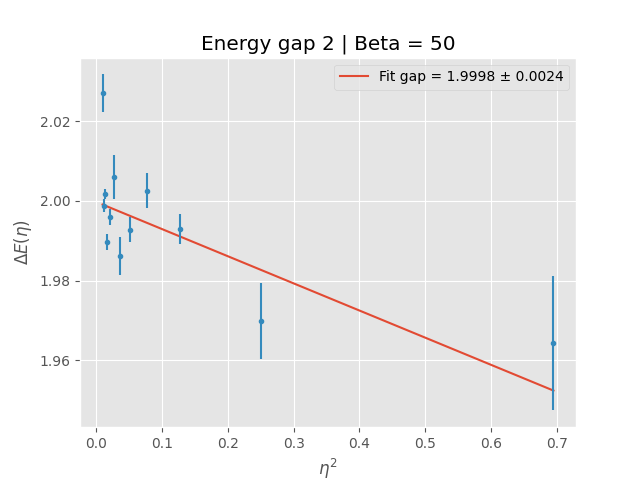 Energy gap 2 | Beta = 50
Fit gap = 1.9998 ± 0.0024
2.02
2.00
1.98
1.96
ΔE(η)
0.0 0.1 0.2 0.3 0.4 0.5 0.6 0.7
η²